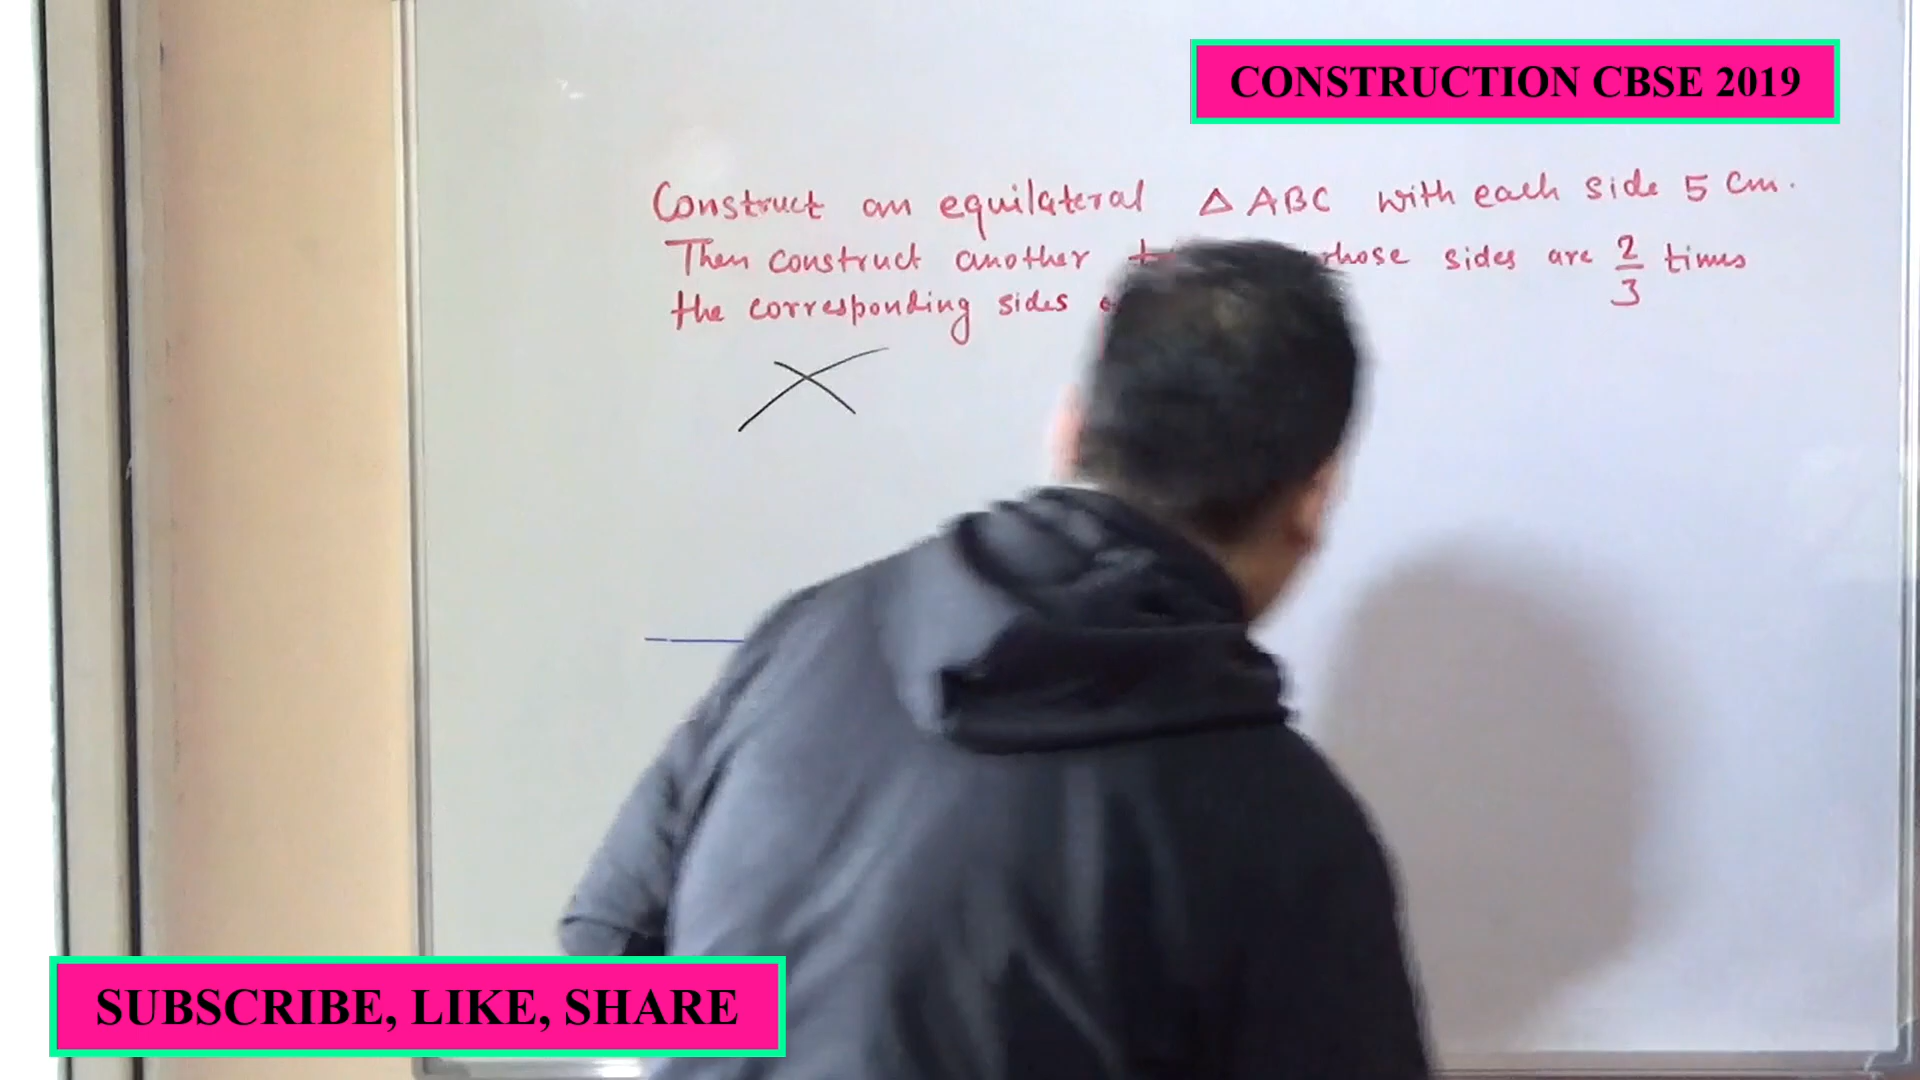 CONSTRUCTION CBSE 2019
Construct an equilateral △ ABC with each side 5 cm.
Then construct another whose sides are 2/3 times
the corresponding sides
SUBSCRIBE, LIKE, SHARE